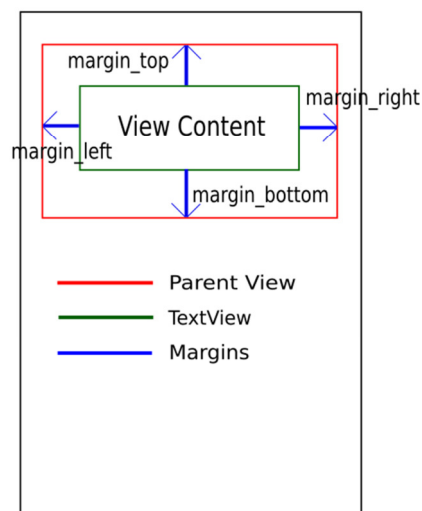 margin_top
margin_right
View Content
margin_left
margin_bottom
Parent View
TextView
Margins